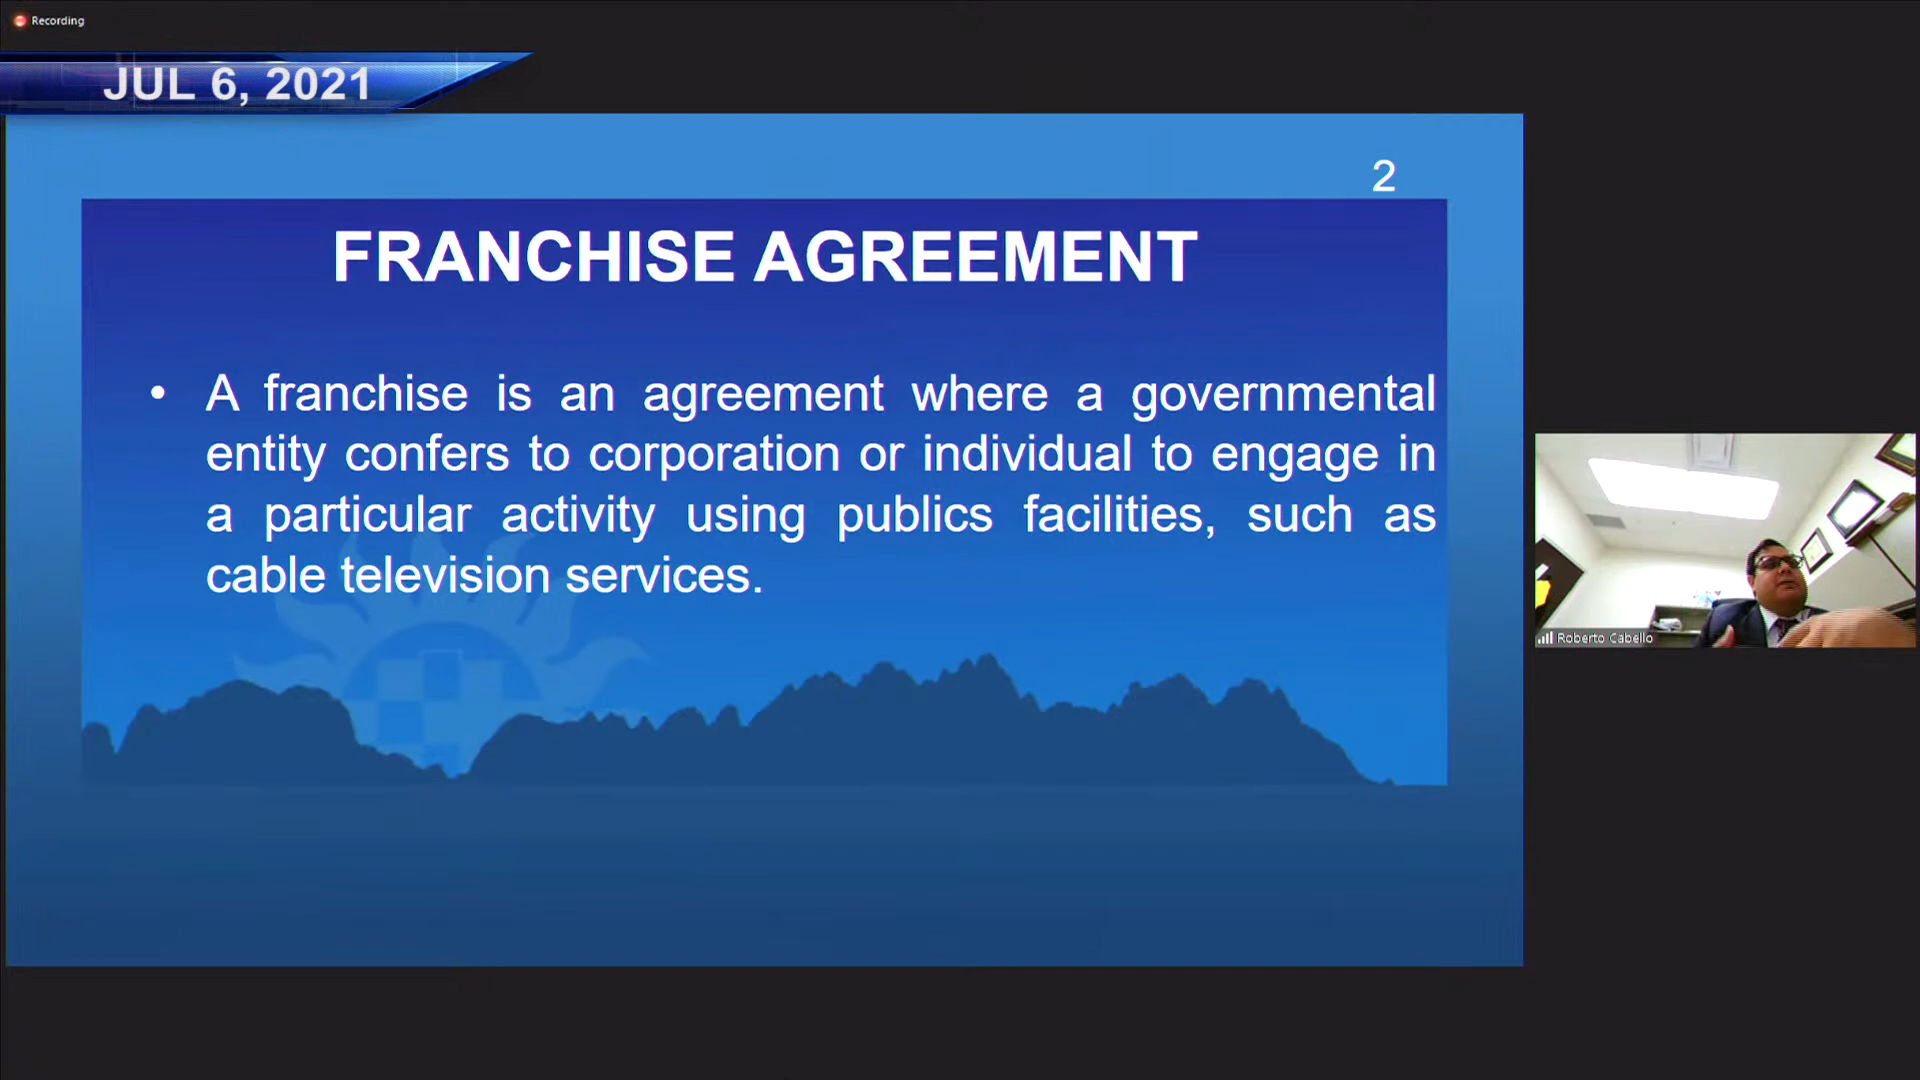 Recording
JUL 6, 2021
2
FRANCHISE AGREEMENT
• A franchise is an agreement where a governmental
entity confers to corporation or individual to engage in
a particular activity using publics facilities, such as
cable television services.
Roberto Cabello